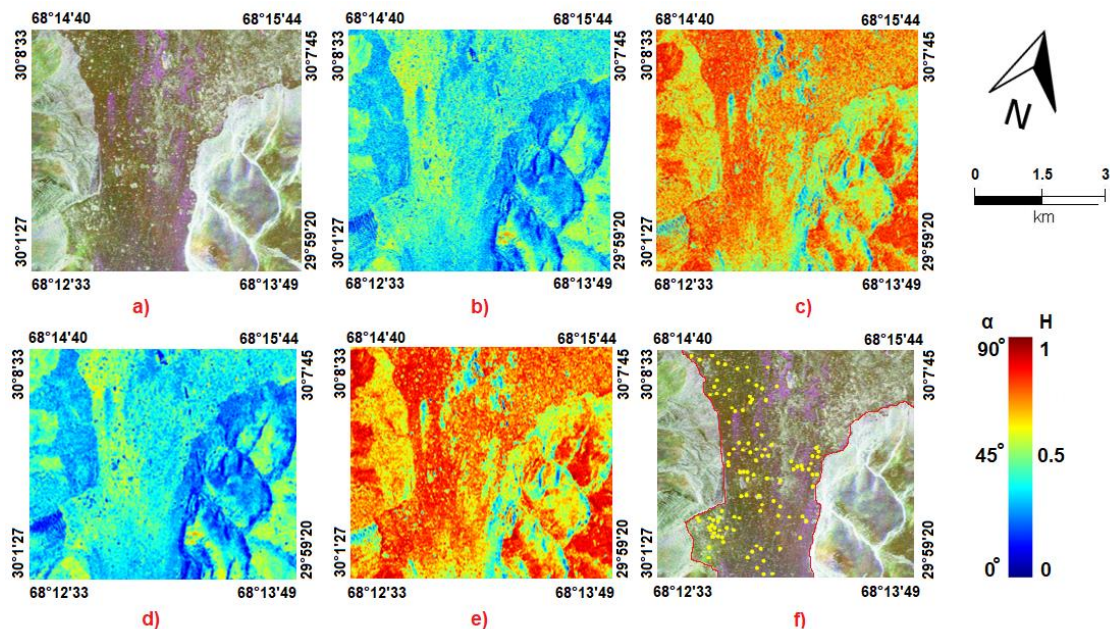 68°14'40 68°15'44 68°14'40 68°15'44 68°14'40 68°15'44
30°8'33 30°7'45 30°8'33 30°7'45 30°8'33 30°7'45
N
0 1.5 3
km
30°1'27 29°59'20 30°1'27 29°59'20 30°1'27 29°59'20
68°12'33 68°13'49 68°12'33 68°13'49 68°12'33 68°13'49
a) b) c)
68°14'40 68°15'44 68°14'40 68°15'44 68°14'40 68°15'44
α H
30°8'33 30°7'45 30°8'33 30°7'45 30°8'33 30°7'45
90° 1
45° 0.5
0° 0
30°1'27 29°59'20 30°1'27 29°59'20 30°1'27 29°59'20
68°12'33 68°13'49 68°12'33 68°13'49 68°12'33 68°13'49
d) e) f)